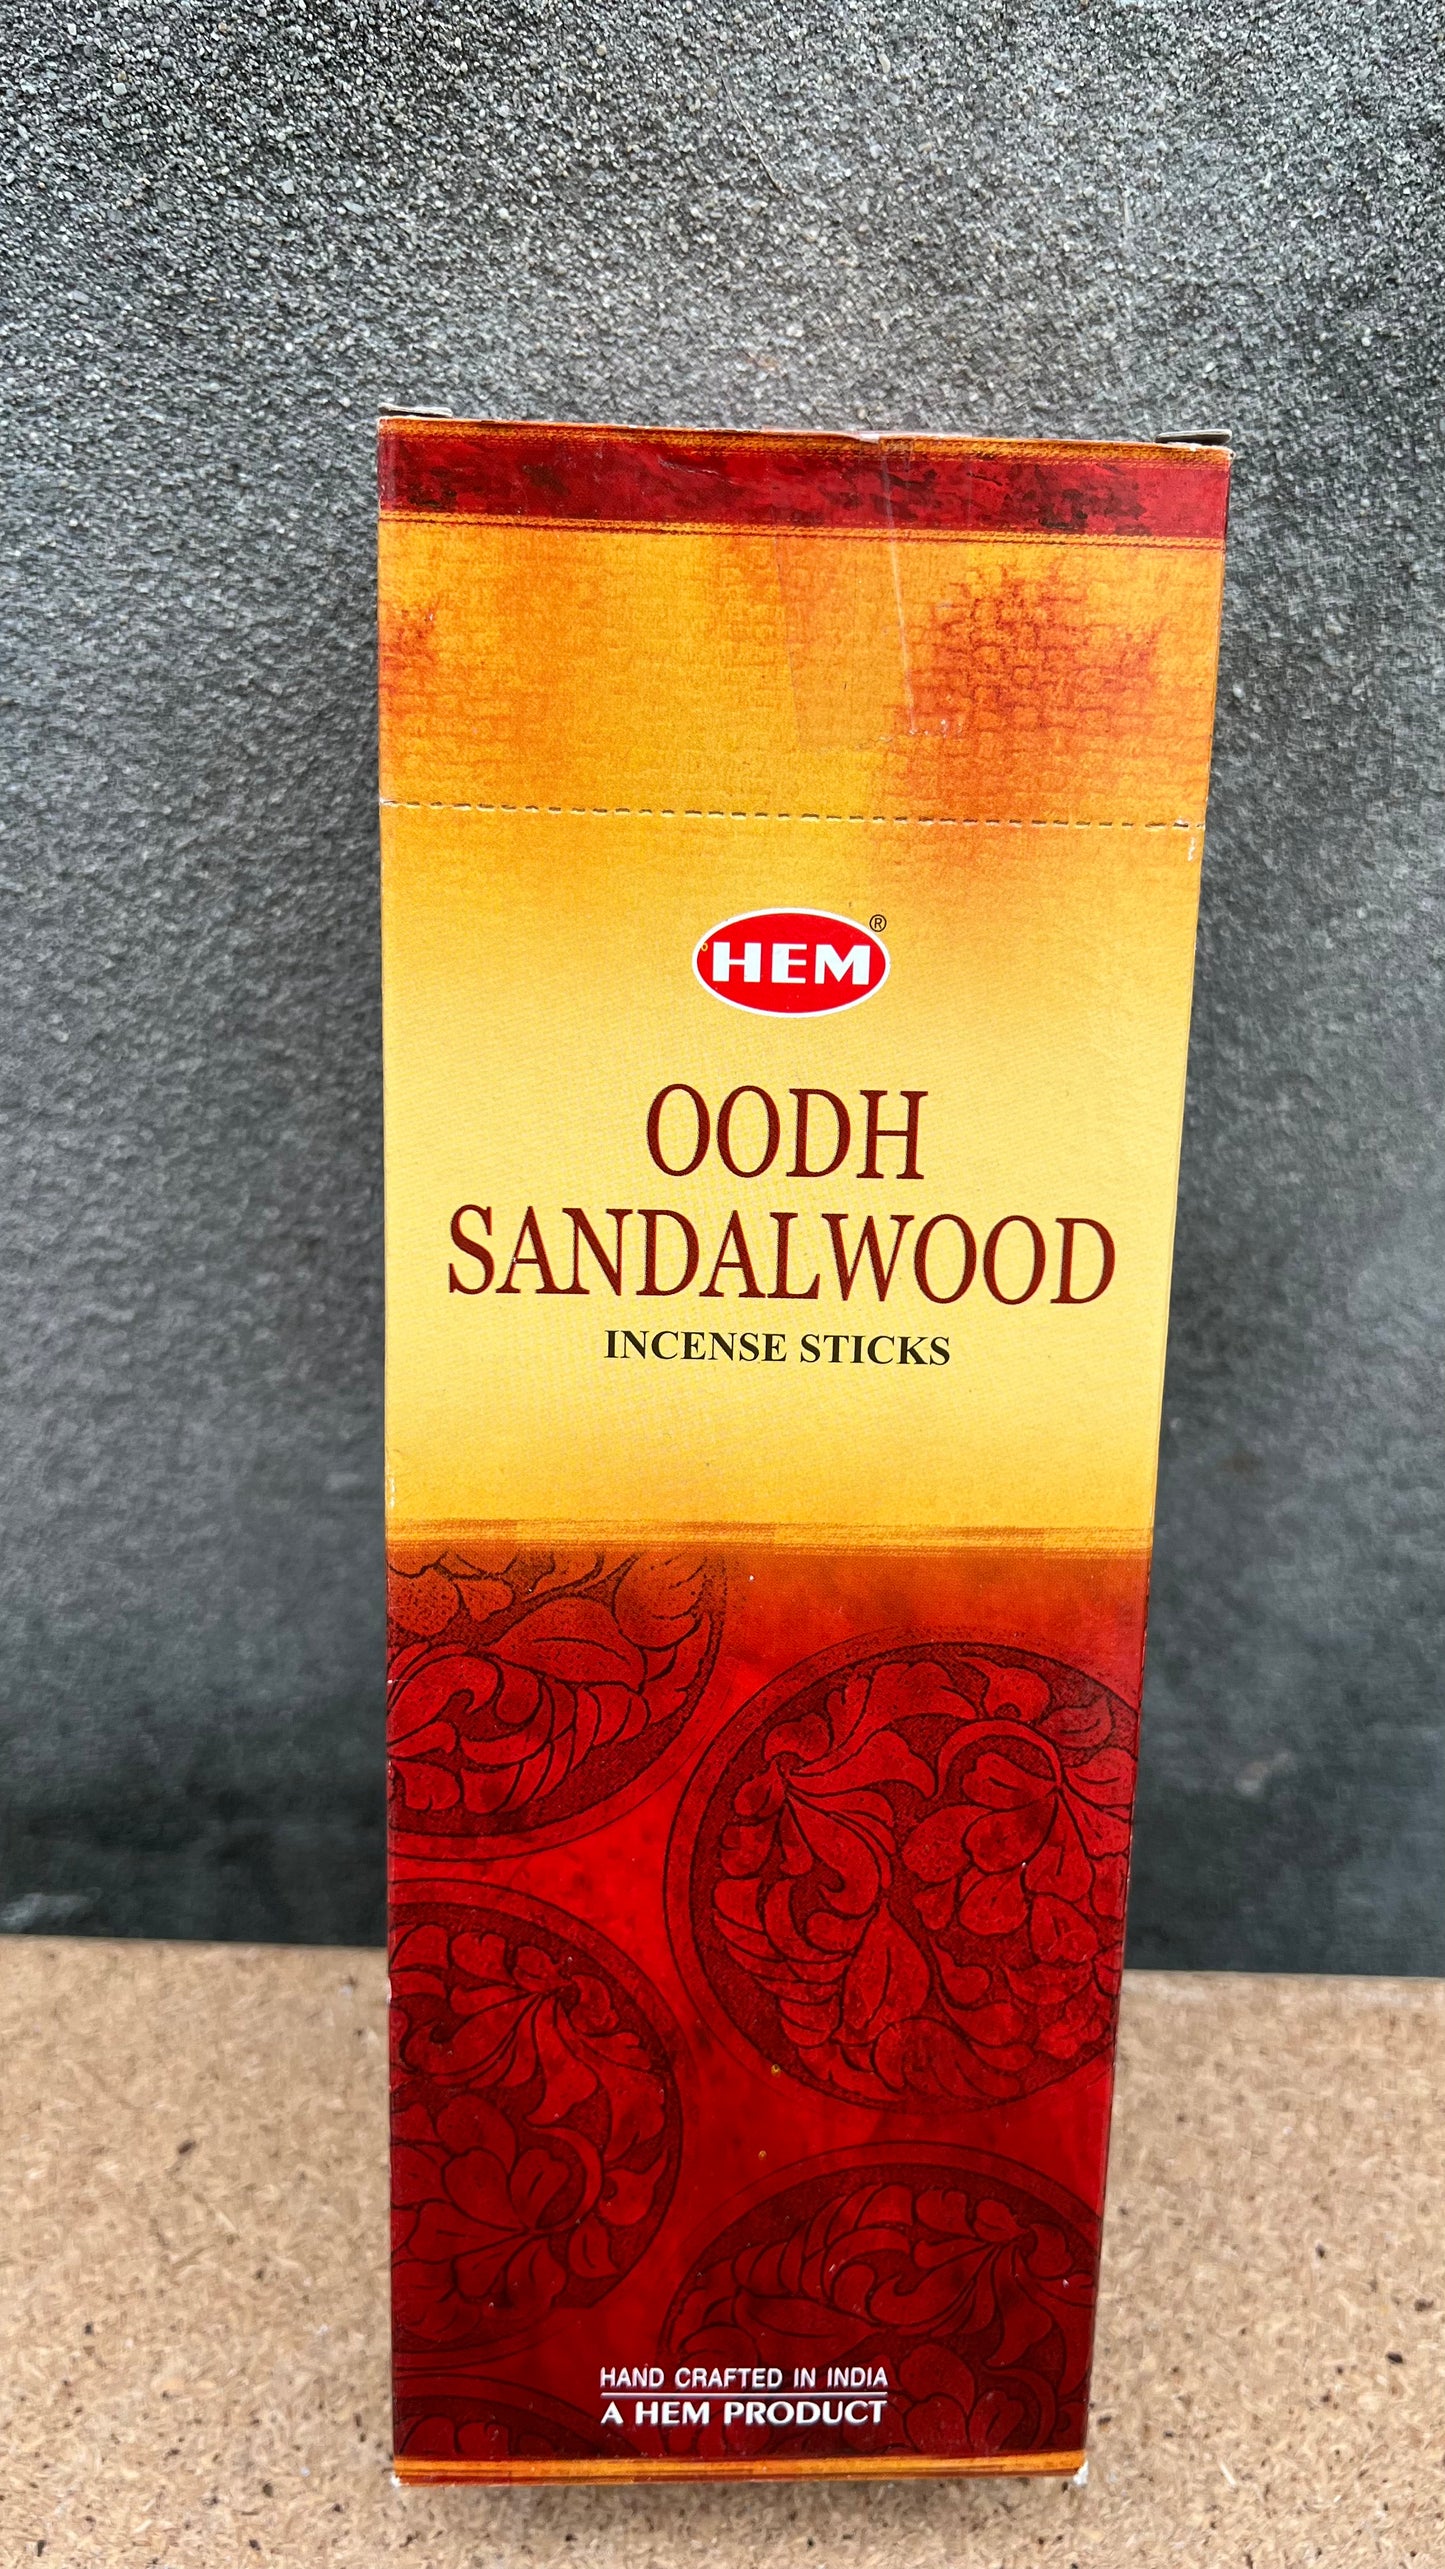 HEM®
OODH
SANDALWOOD
INCENSE STICKS
HAND CRAFTED IN INDIA
A HEM PRODUCT